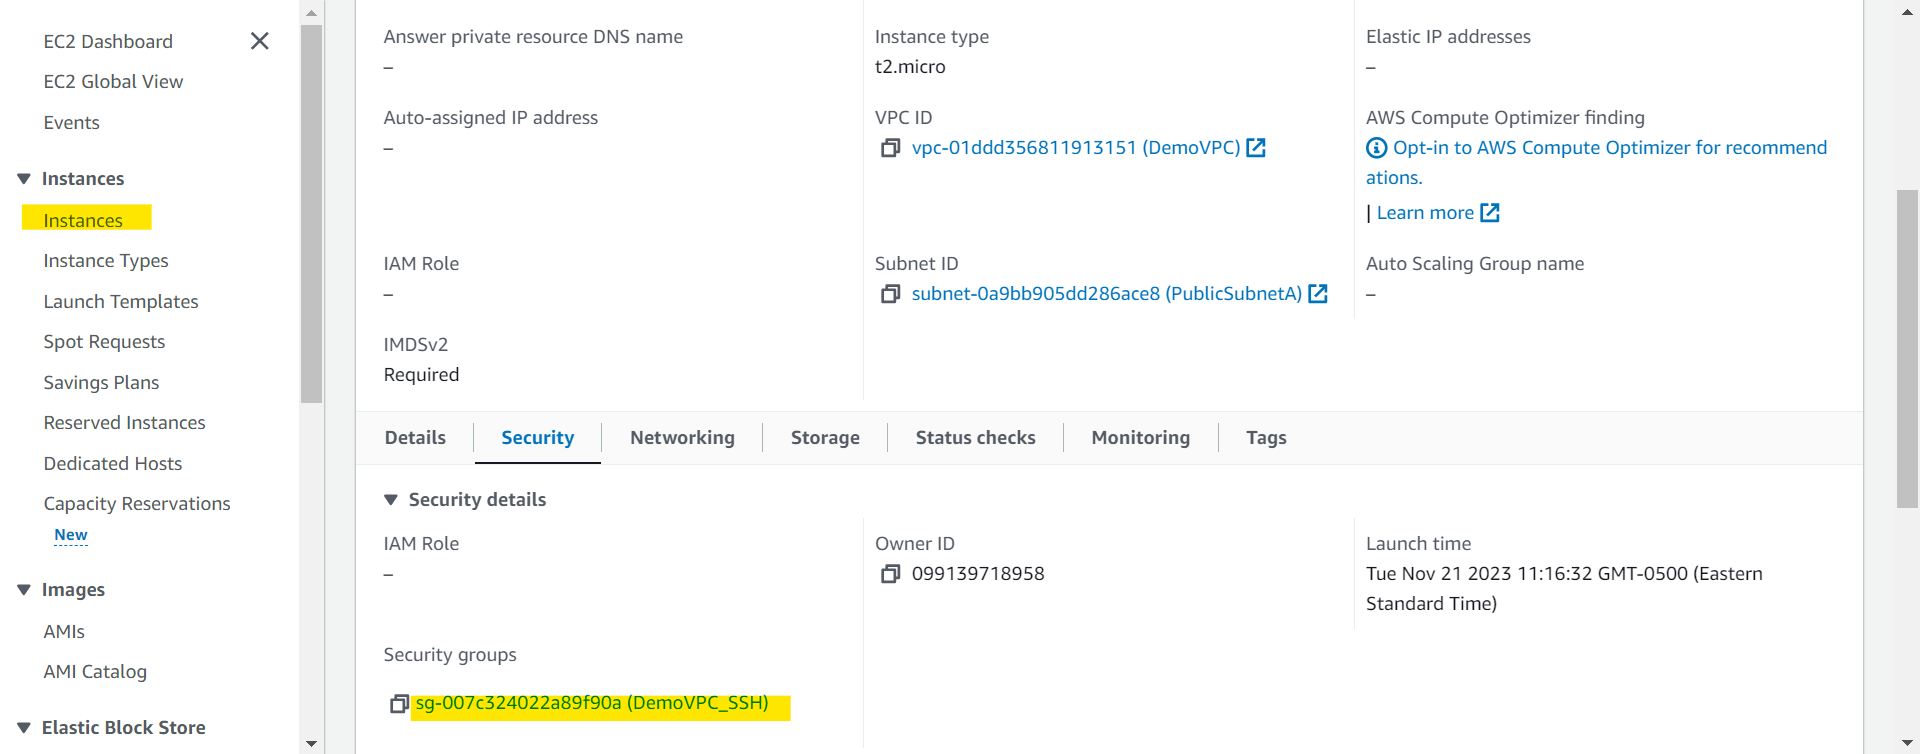 EC2 Dashboard
EC2 Global View
Events
Instances
Instances
Instance Types
Launch Templates
Spot Requests
Savings Plans
Reserved Instances
Dedicated Hosts
Capacity Reservations
New
Images
AMIs
AMI Catalog
Elastic Block Store
Answer private resource DNS name
–
Instance type
t2.micro
Elastic IP addresses
–
Auto-assigned IP address
–
VPC ID
vpc-01ddd356811913151 (DemoVPC)
AWS Compute Optimizer finding
Opt-in to AWS Compute Optimizer for recommend
ations.
| Learn more
IAM Role
–
Subnet ID
subnet-0a9bb905dd286ace8 (PublicSubnetA)
Auto Scaling Group name
–
IMDSv2
Required
Details Security Networking Storage Status checks Monitoring Tags
Security details
IAM Role
–
Owner ID
099139718958
Launch time
Tue Nov 21 2023 11:16:32 GMT-0500 (Eastern
Standard Time)
Security groups
sg-007c324022a89f90a (DemoVPC_SSH)